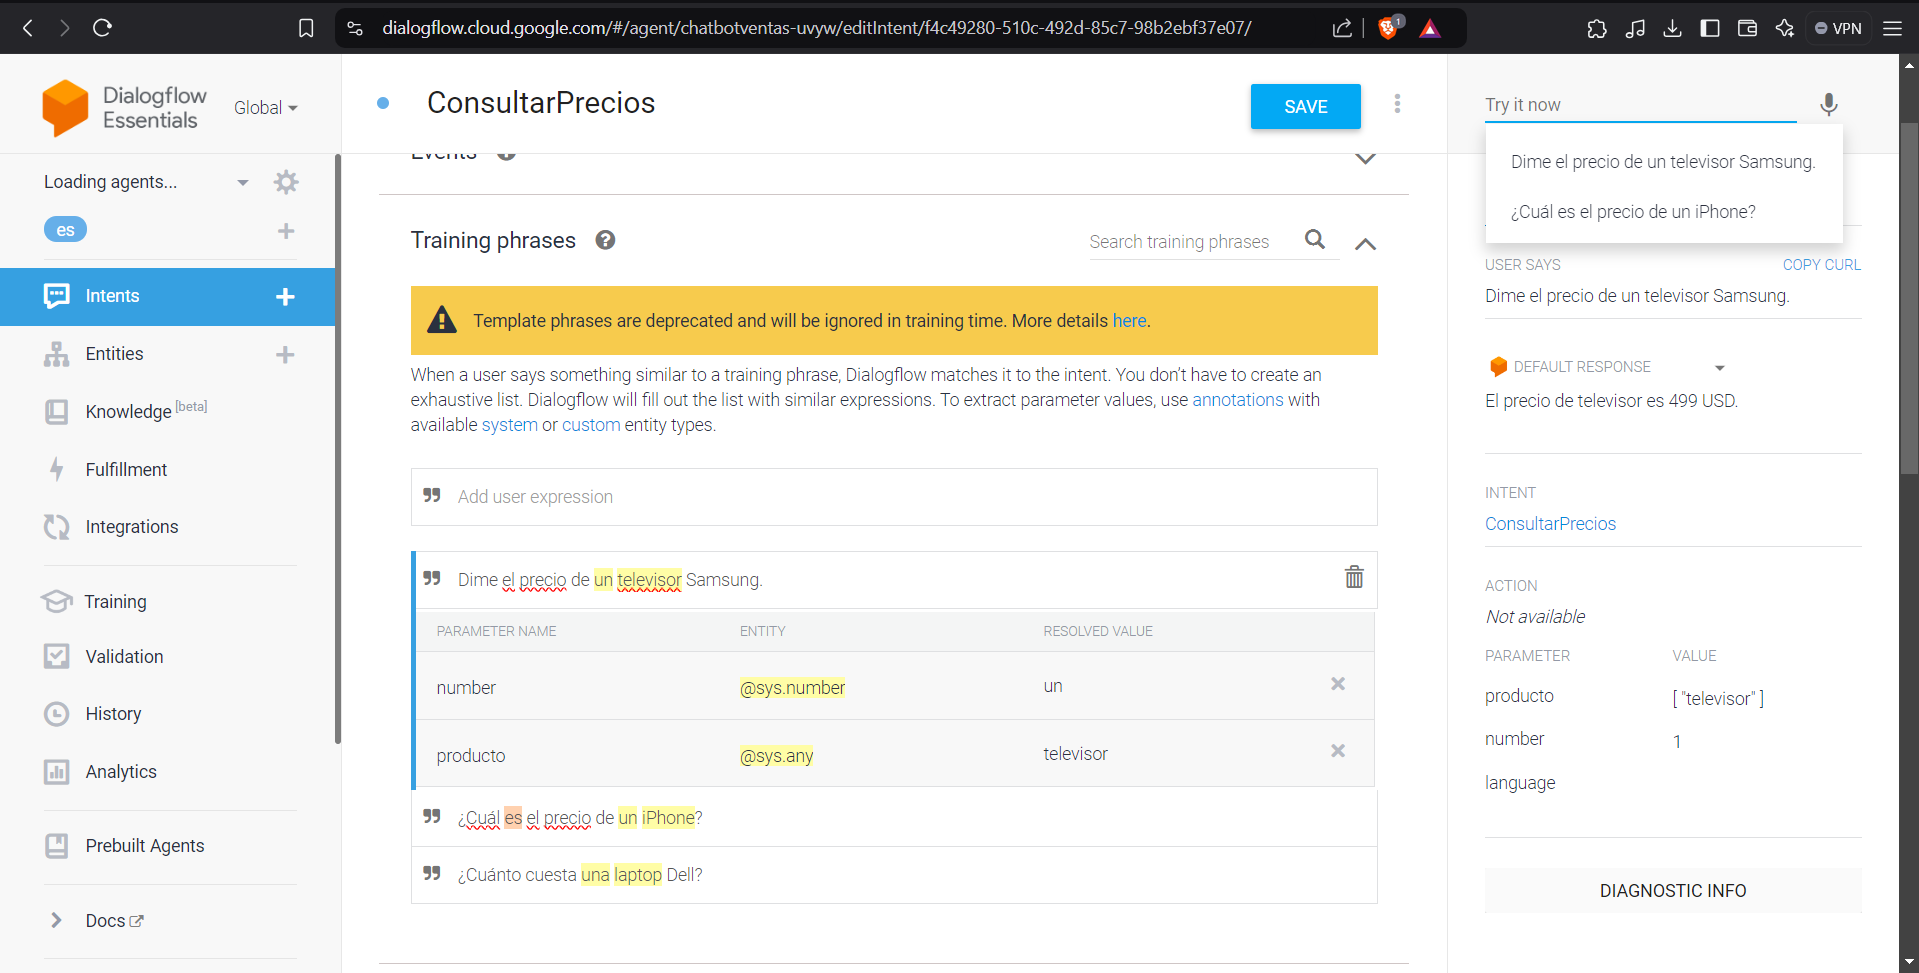 dialogflow.cloud.google.com/#/agent/chatbotventas-uvyw/editIntent/f4c49280-510c-492d-85c7-98b2ebf37e07/
1
VPN
Dialogflow
Essentials
Global
Loading agents...
es
Intents
Entities
Knowledge [beta]
Fulfillment
Integrations
Training
Validation
History
Analytics
Prebuilt Agents
Docs
ConsultarPrecios
SAVE
Events
Training phrases
Search training phrases
Template phrases are deprecated and will be ignored in training time. More details here.
When a user says something similar to a training phrase, Dialogflow matches it to the intent. You don't have to create an
exhaustive list. Dialogflow will fill out the list with similar expressions. To extract parameter values, use annotations with
available system or custom entity types.
Add user expression
Dime el precio de un televisor Samsung.
PARAMETER NAME ENTITY RESOLVED VALUE
number @sys.number un
producto @sys.any televisor
¿Cuál es el precio de un iPhone?
¿Cuánto cuesta una laptop Dell?
Try it now
Dime el precio de un televisor Samsung.
¿Cuál es el precio de un iPhone?
USER SAYS COPY CURL
Dime el precio de un televisor Samsung.
DEFAULT RESPONSE
El precio de televisor es 499 USD.
INTENT
ConsultarPrecios
ACTION
Not available
PARAMETER VALUE
producto [ "televisor" ]
number 1
language
DIAGNOSTIC INFO